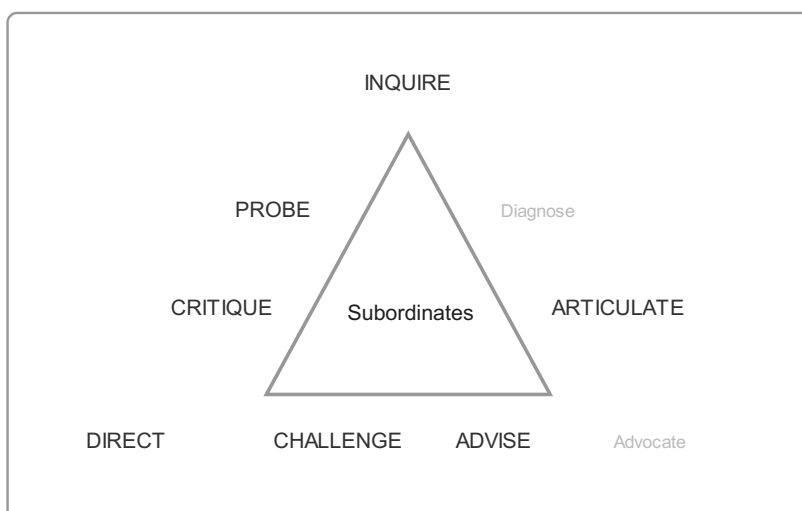 INQUIRE
PROBE Diagnose
CRITIQUE Subordinates ARTICULATE
DIRECT CHALLENGE ADVISE Advocate